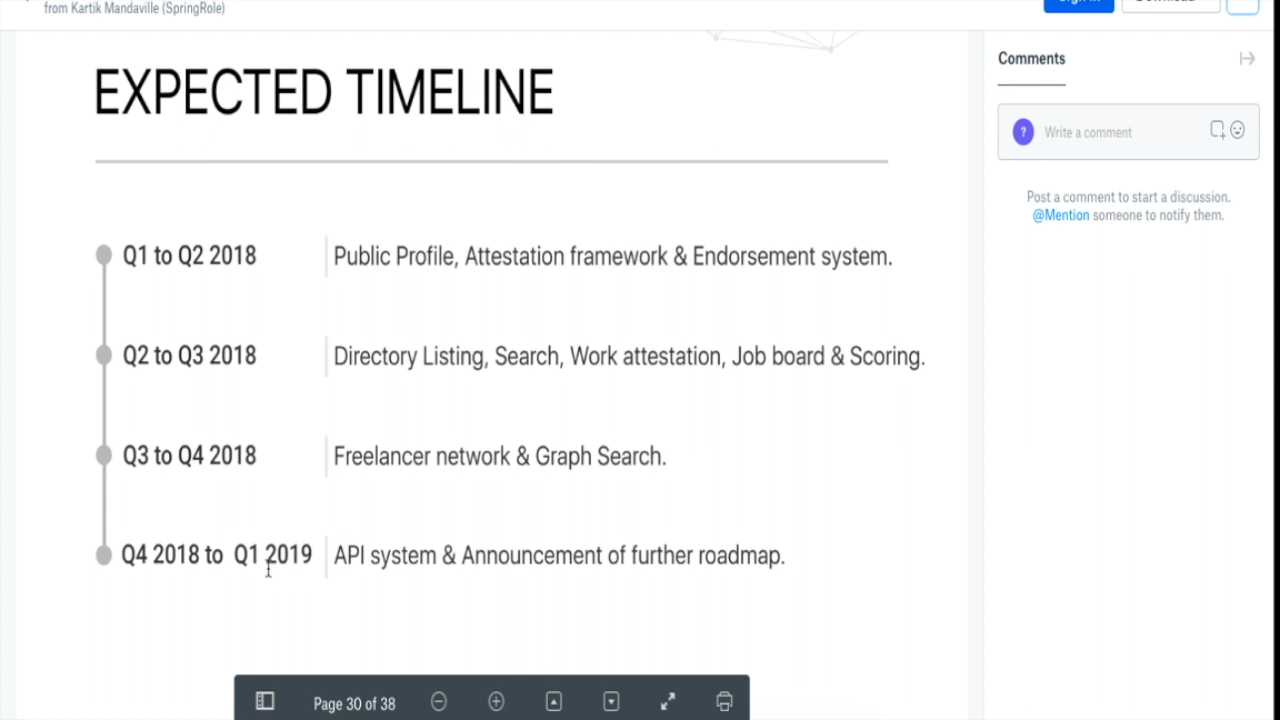 from Kartik Mandaville (SpringRole)
Sign In
Download
EXPECTED TIMELINE
Comments
?
Write a comment
Post a comment to start a discussion.
@Mention someone to notify them.
Q1 to Q2 2018 Public Profile, Attestation framework & Endorsement system.
Q2 to Q3 2018 Directory Listing, Search, Work attestation, Job board & Scoring.
Q3 to Q4 2018 Freelancer network & Graph Search.
Q4 2018 to Q1 2019 API system & Announcement of further roadmap.
Page 30 of 38